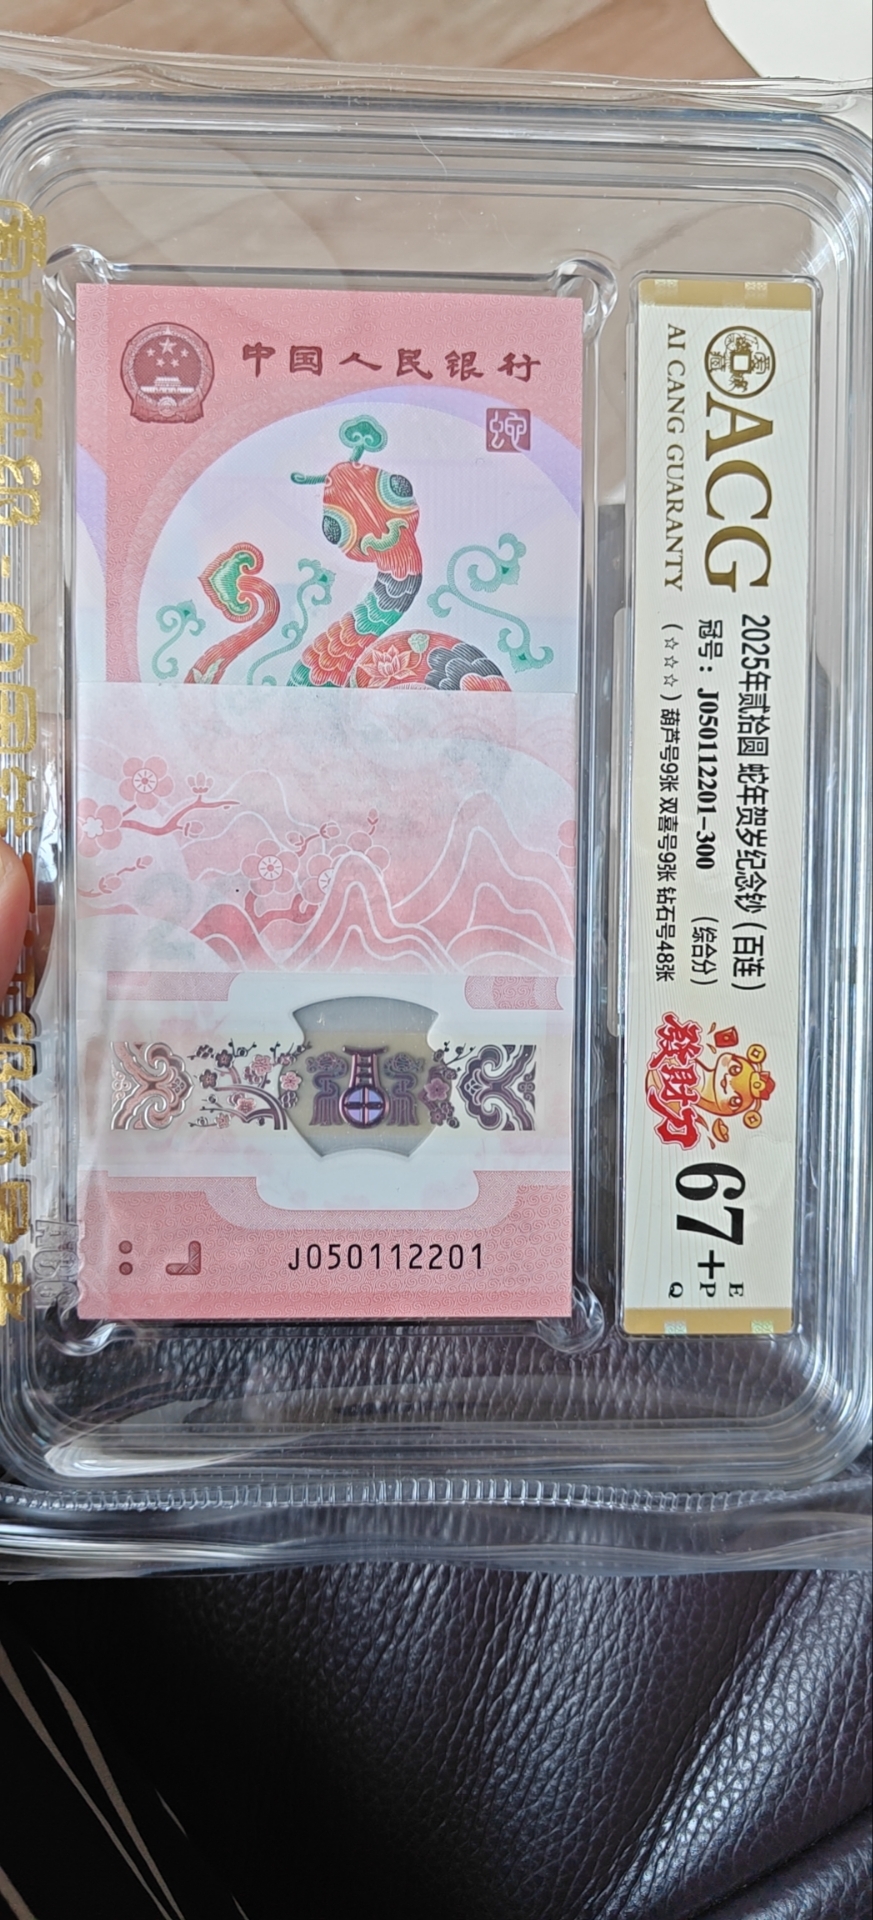 中国人民银行
蛇
J050112201
ACG
AI CANG GUARANTY
2025年贰拾圆 蛇年贺岁纪念钞（百连）
冠号：J050112201-300 （综合分）
（☆☆☆）葫芦号9张 双喜号9张 钻石号48张
發財了
67+
E
P
Q